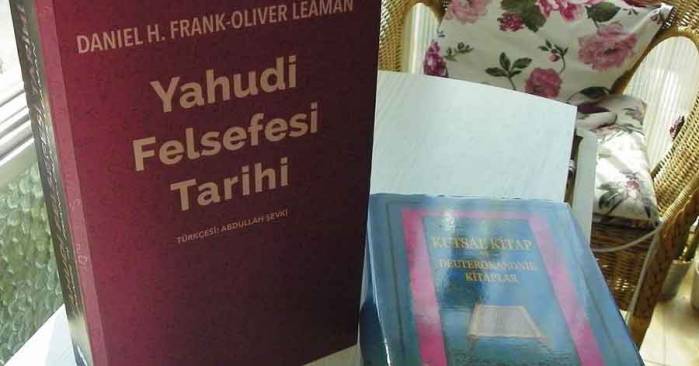 DANIEL H. FRANK-OLIVER LEAMAN
Yahudi
Felsefesi
Tarihi
TÜRKÇESİ: ABDULLAH ŞEVKİ
KUTSAL KİTAP
DEUTEROKANONİK
KİTAPLAR